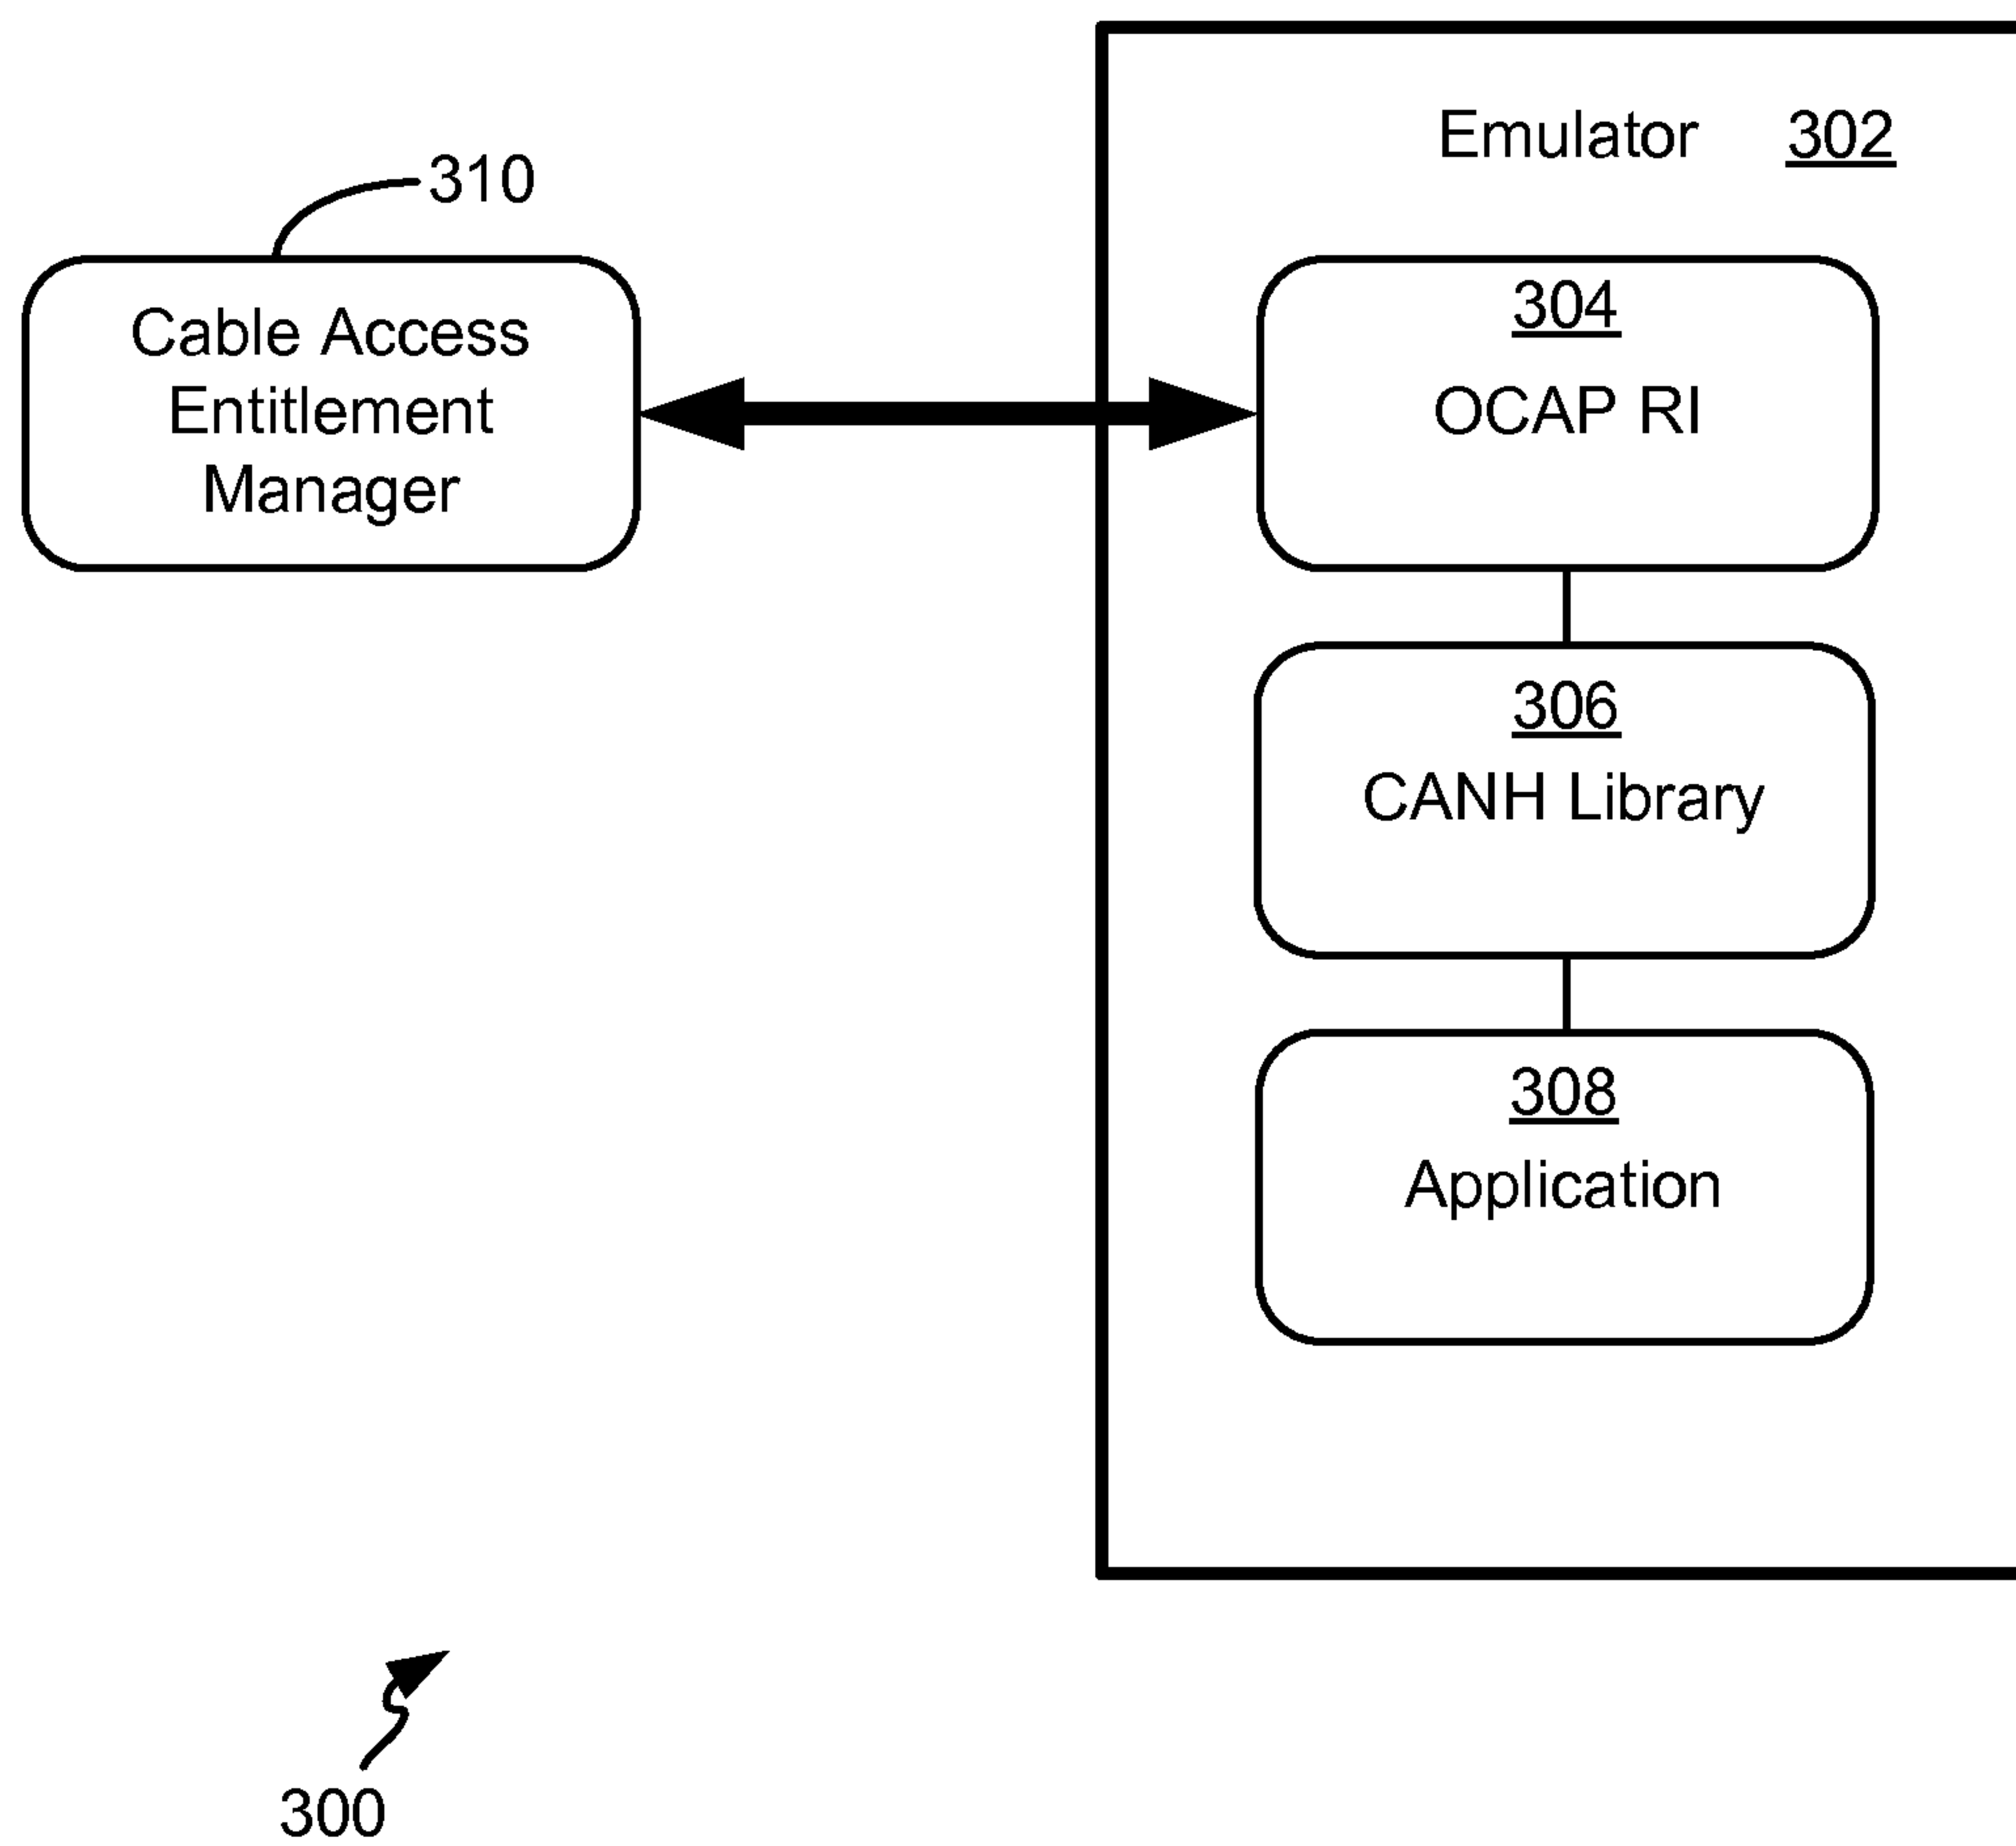 Emulator 302
310
Cable Access
Entitlement
Manager
304
OCAP RI
306
CANH Library
308
Application
300